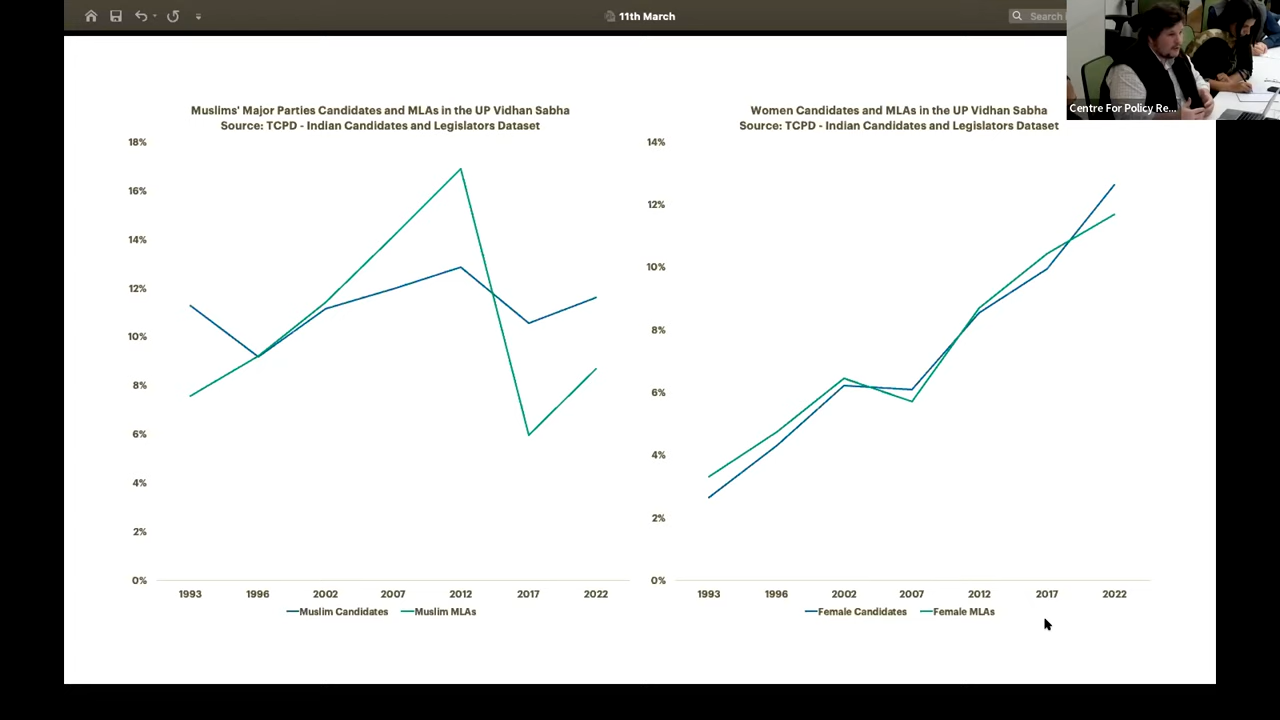 11th March
Search
Centre For Policy Re...
Muslims' Major Parties Candidates and MLAs in the UP Vidhan Sabha
Source: TCPD - Indian Candidates and Legislators Dataset
18%
16%
14%
12%
10%
8%
6%
4%
2%
0%
1993 1996 2002 2007 2012 2017 2022
Muslim Candidates Muslim MLAs
Women Candidates and MLAs in the UP Vidhan Sabha
Source: TCPD - Indian Candidates and Legislators Dataset
14%
12%
10%
8%
6%
4%
2%
0%
1993 1996 2002 2007 2012 2017 2022
Female Candidates Female MLAs